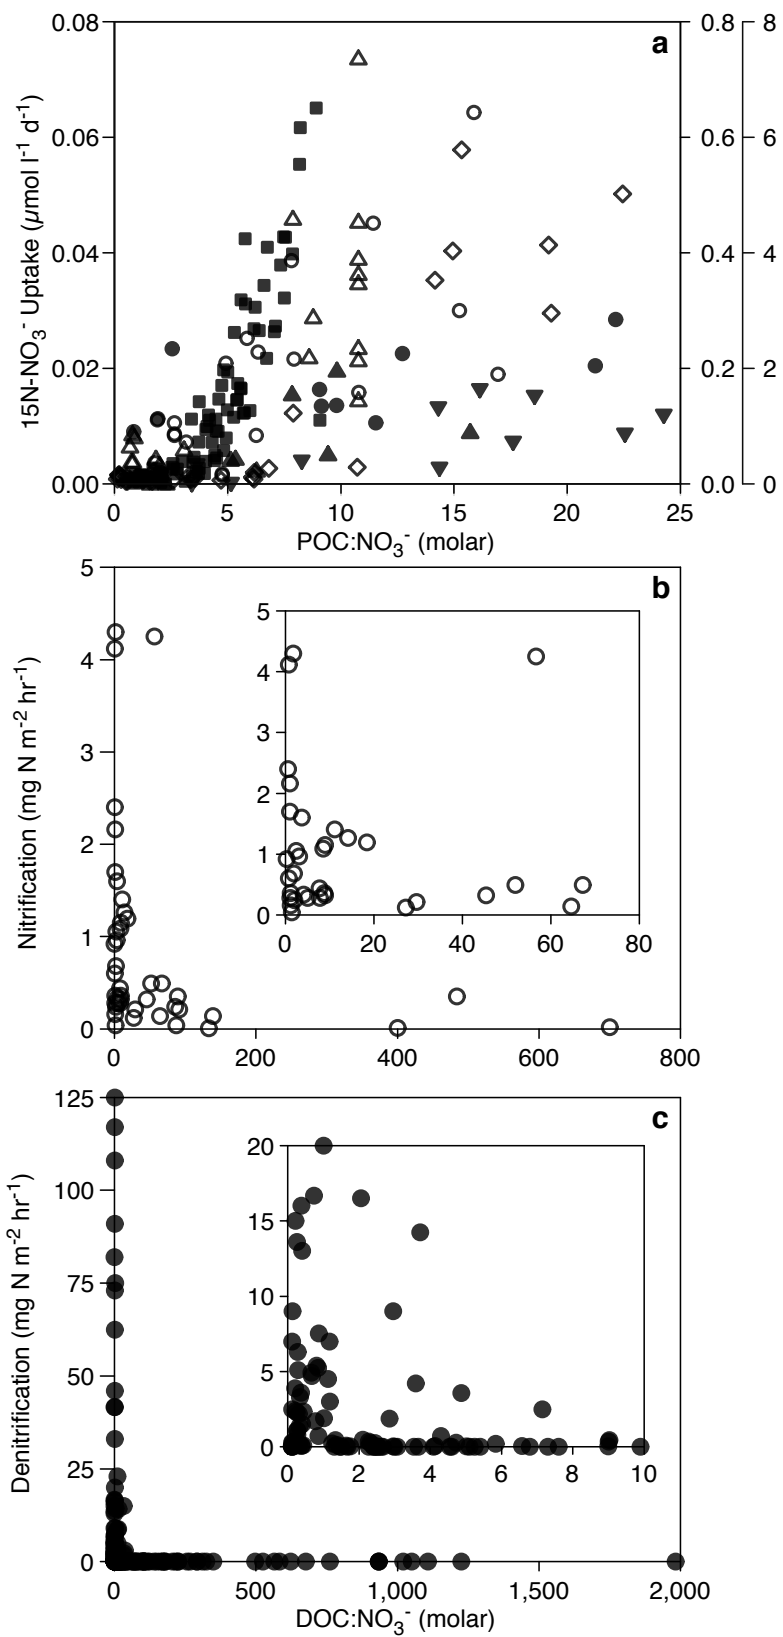 a
0.08
0.06
0.04
0.02
0.00
0.8
0.6
0.4
0.2
0.0
8
6
4
2
0
15N-NO₃⁻ Uptake (µmol l⁻¹ d⁻¹)
0 5 10 15 20 25
POC:NO₃⁻ (molar)
b
5
4
3
2
1
0
Nitrification (mg N m⁻² hr⁻¹)
5
4
3
2
1
0
0 20 40 60 80
0 200 400 600 800
c
125
100
75
50
25
0
Denitrification (mg N m⁻² hr⁻¹)
20
15
10
5
0
0 2 4 6 8 10
0 500 1,000 1,500 2,000
DOC:NO₃⁻ (molar)